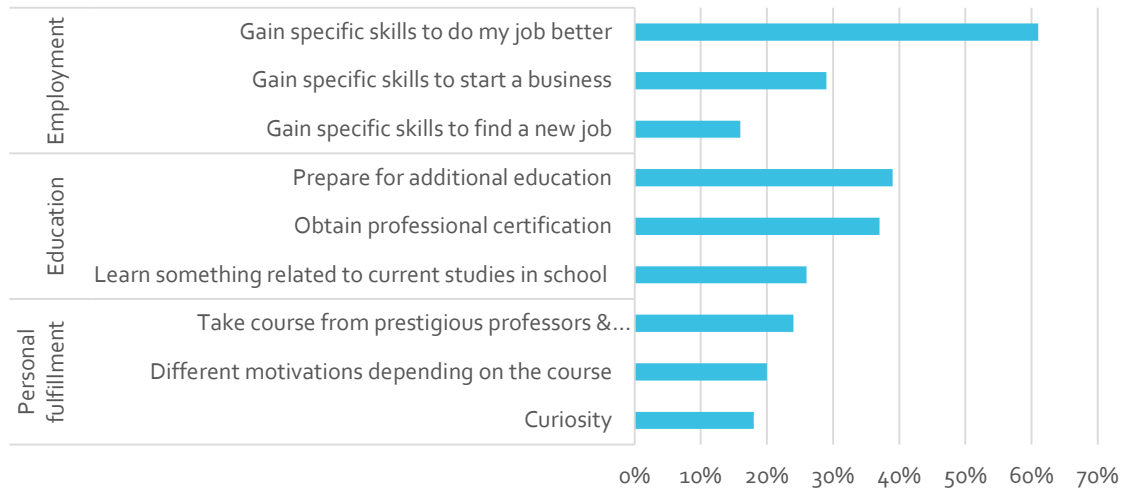 Employment
Gain specific skills to do my job better
Gain specific skills to start a business
Gain specific skills to find a new job
Education
Prepare for additional education
Obtain professional certification
Learn something related to current studies in school
Personal
fulfillment
Take course from prestigious professors &...
Different motivations depending on the course
Curiosity
0% 10% 20% 30% 40% 50% 60% 70%